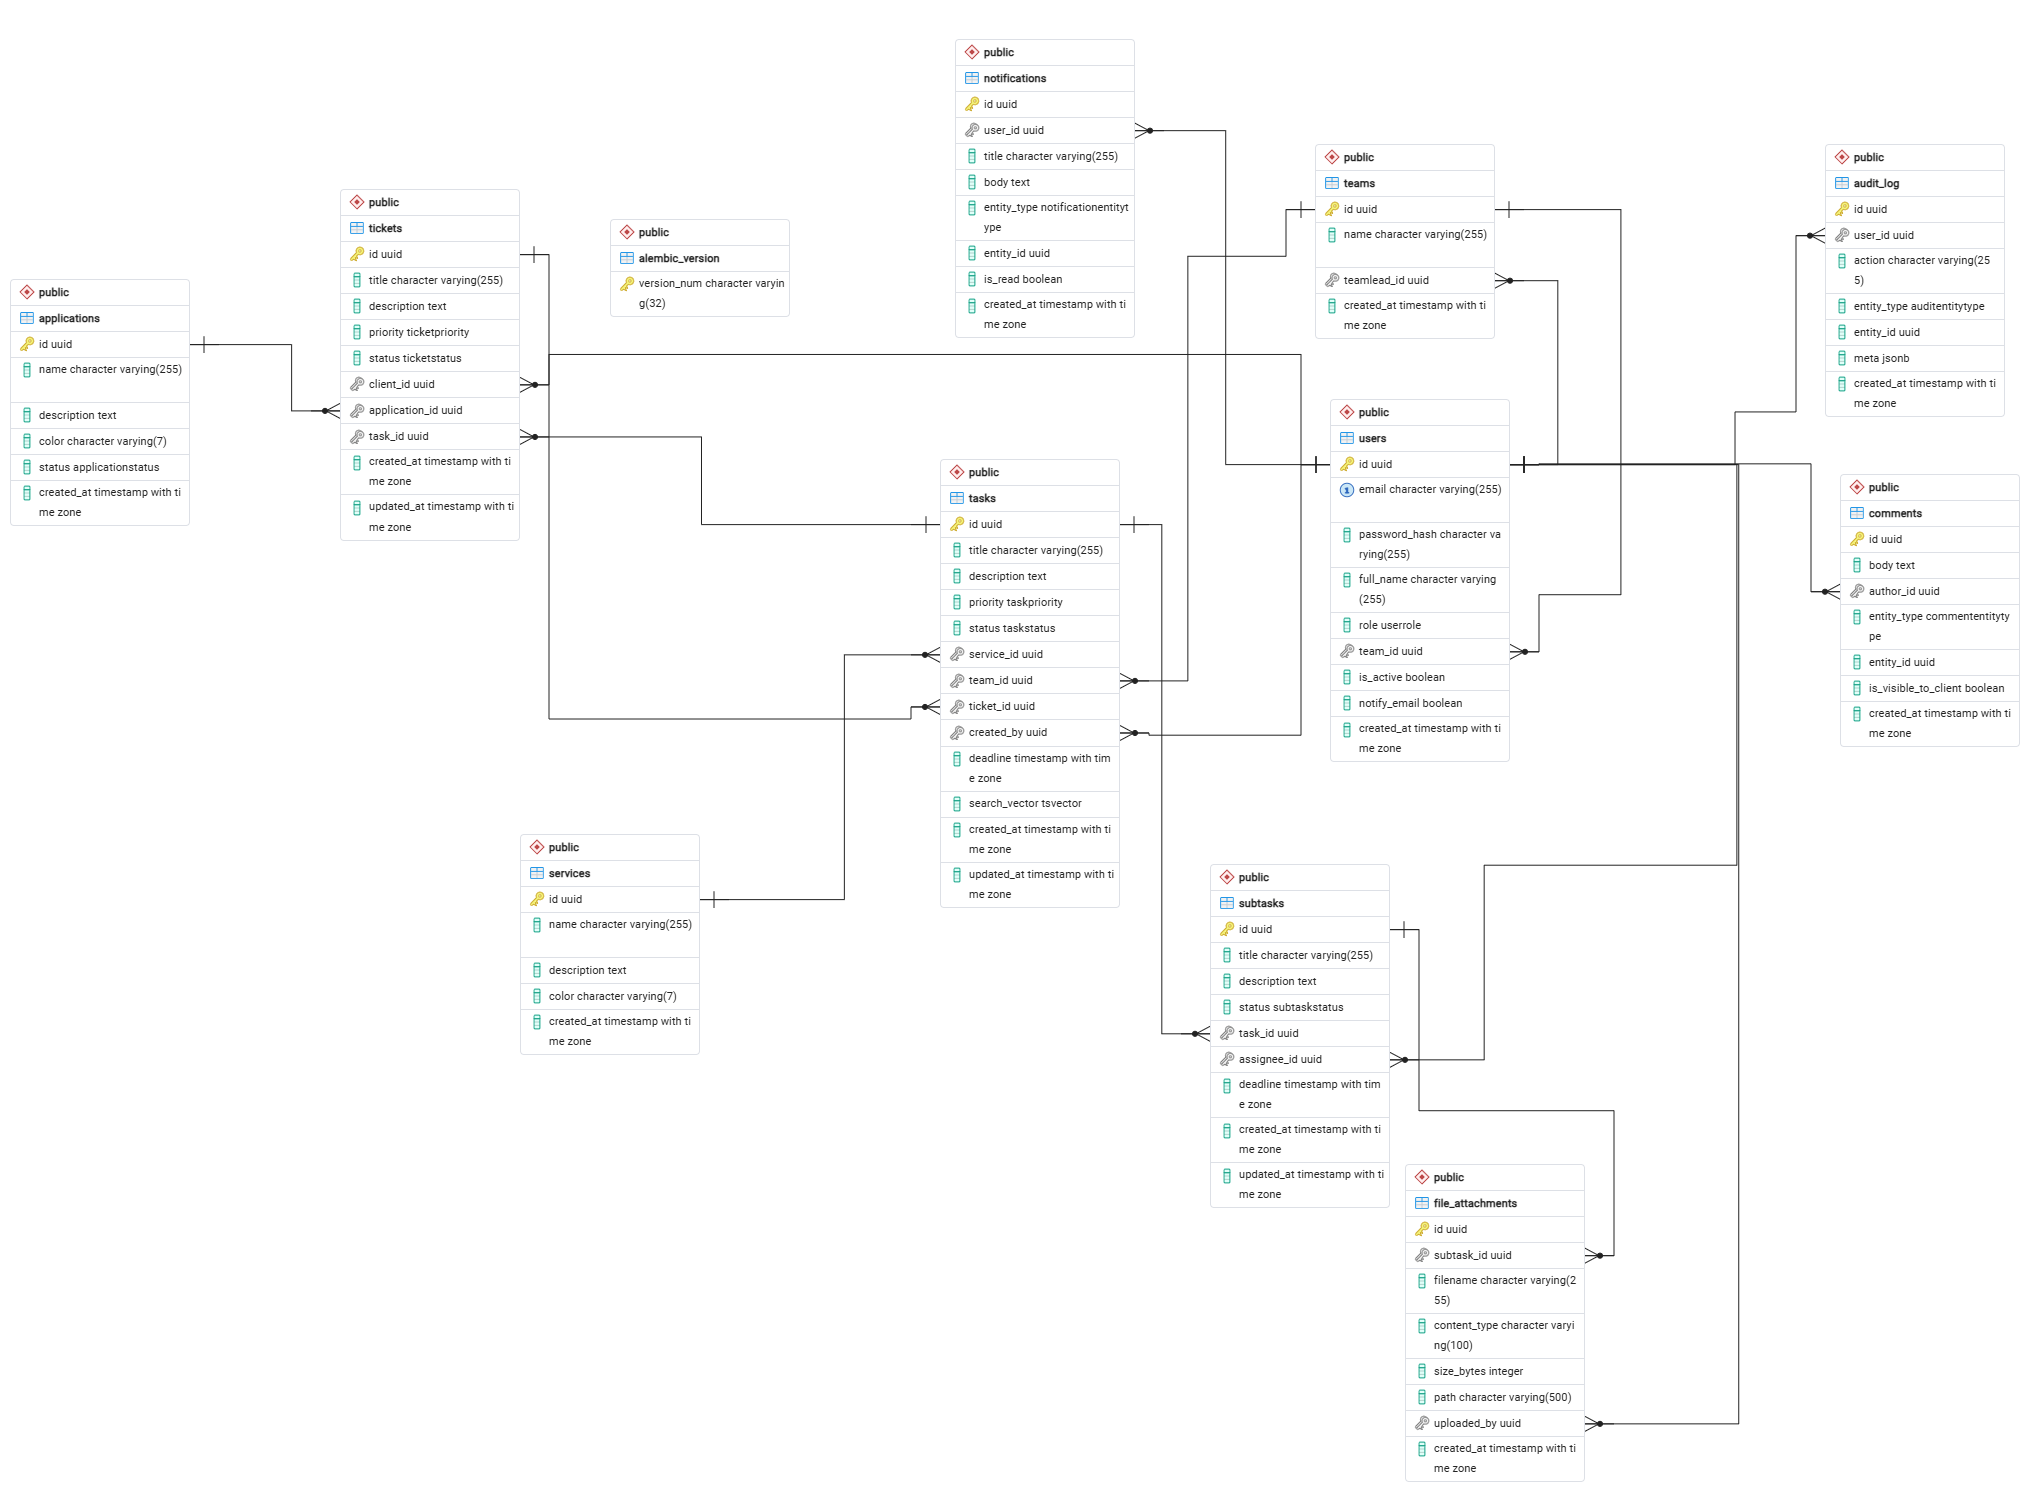 public
applications
id uuid
name character varying(255)
description text
color character varying(7)
status applicationstatus
created_at timestamp with ti
me zone
public
tickets
id uuid
title character varying(255)
description text
priority ticketpriority
status ticketstatus
client_id uuid
application_id uuid
task_id uuid
created_at timestamp with ti
me zone
updated_at timestamp with ti
me zone
public
alembic_version
version_num character varyin
g(32)
public
notifications
id uuid
user_id uuid
title character varying(255)
body text
entity_type notificationentityt
ype
entity_id uuid
is_read boolean
created_at timestamp with ti
me zone
public
teams
id uuid
name character varying(255)
teamlead_id uuid
created_at timestamp with ti
me zone
public
audit_log
id uuid
user_id uuid
action character varying(25
5)
entity_type auditentitytype
entity_id uuid
meta jsonb
created_at timestamp with ti
me zone
public
users
id uuid
1 email character varying(255)
password_hash character va
rying(255)
full_name character varying
(255)
role userrole
team_id uuid
is_active boolean
notify_email boolean
created_at timestamp with ti
me zone
public
comments
id uuid
body text
author_id uuid
entity_type commententityty
pe
entity_id uuid
is_visible_to_client boolean
created_at timestamp with ti
me zone
public
tasks
id uuid
title character varying(255)
description text
priority taskpriority
status taskstatus
service_id uuid
team_id uuid
ticket_id uuid
created_by uuid
deadline timestamp with tim
e zone
search_vector tsvector
created_at timestamp with ti
me zone
updated_at timestamp with ti
me zone
public
services
id uuid
name character varying(255)
description text
color character varying(7)
created_at timestamp with ti
me zone
public
subtasks
id uuid
title character varying(255)
description text
status subtaskstatus
task_id uuid
assignee_id uuid
deadline timestamp with tim
e zone
created_at timestamp with ti
me zone
updated_at timestamp with ti
me zone
public
file_attachments
id uuid
subtask_id uuid
filename character varying(2
55)
content_type character varyi
ng(100)
size_bytes integer
path character varying(500)
uploaded_by uuid
created_at timestamp with ti
me zone